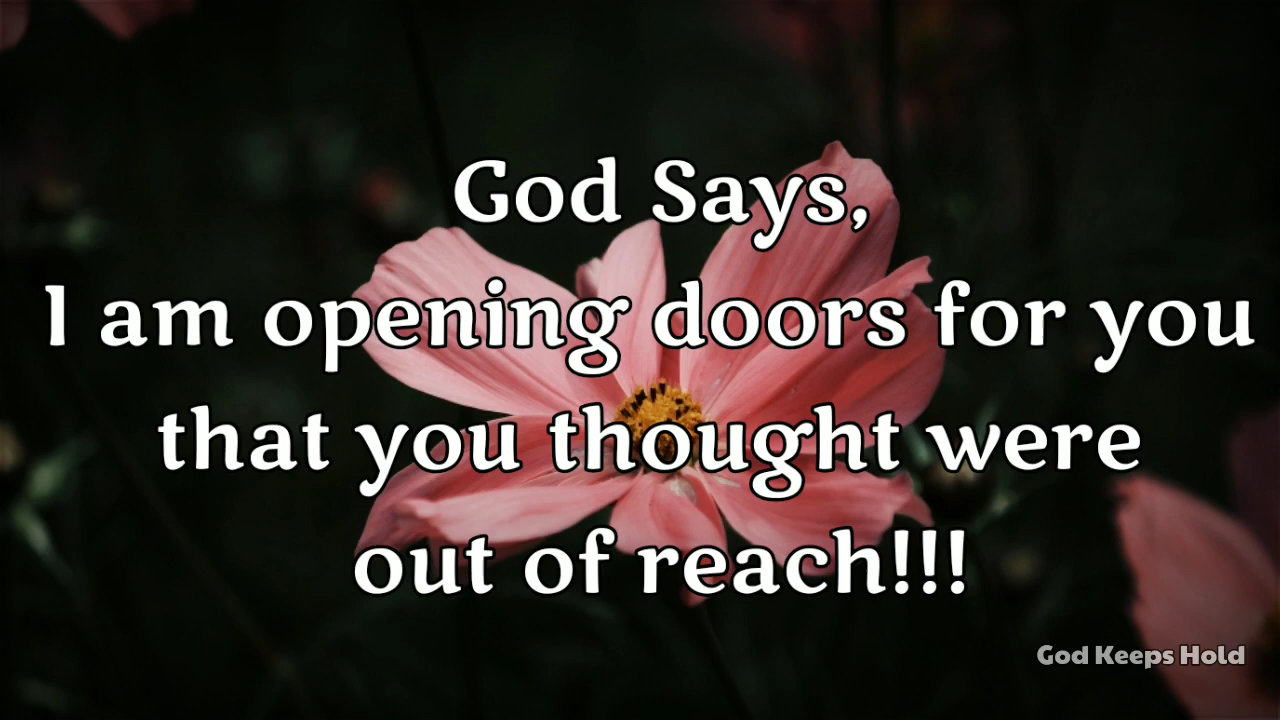 God Says,
I am opening doors for you
that you thought were
out of reach!!!
God Keeps Hold